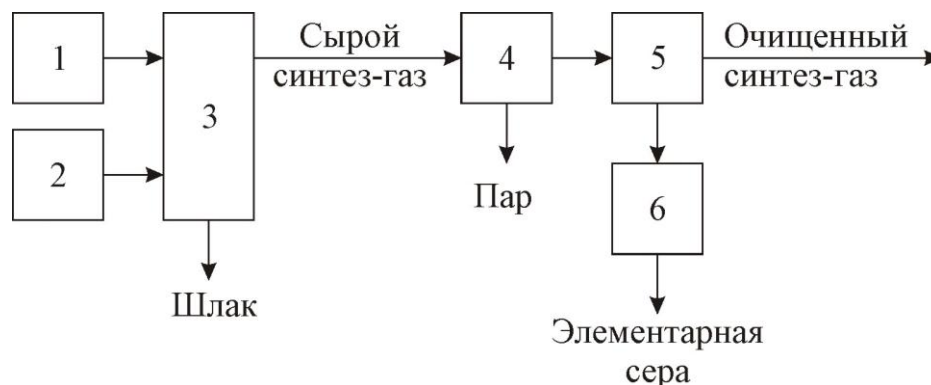 1
2
3
Сырой
синтез-газ
4
5
Очищенный
синтез-газ
Пар
6
Шлак
Элементарная
сера